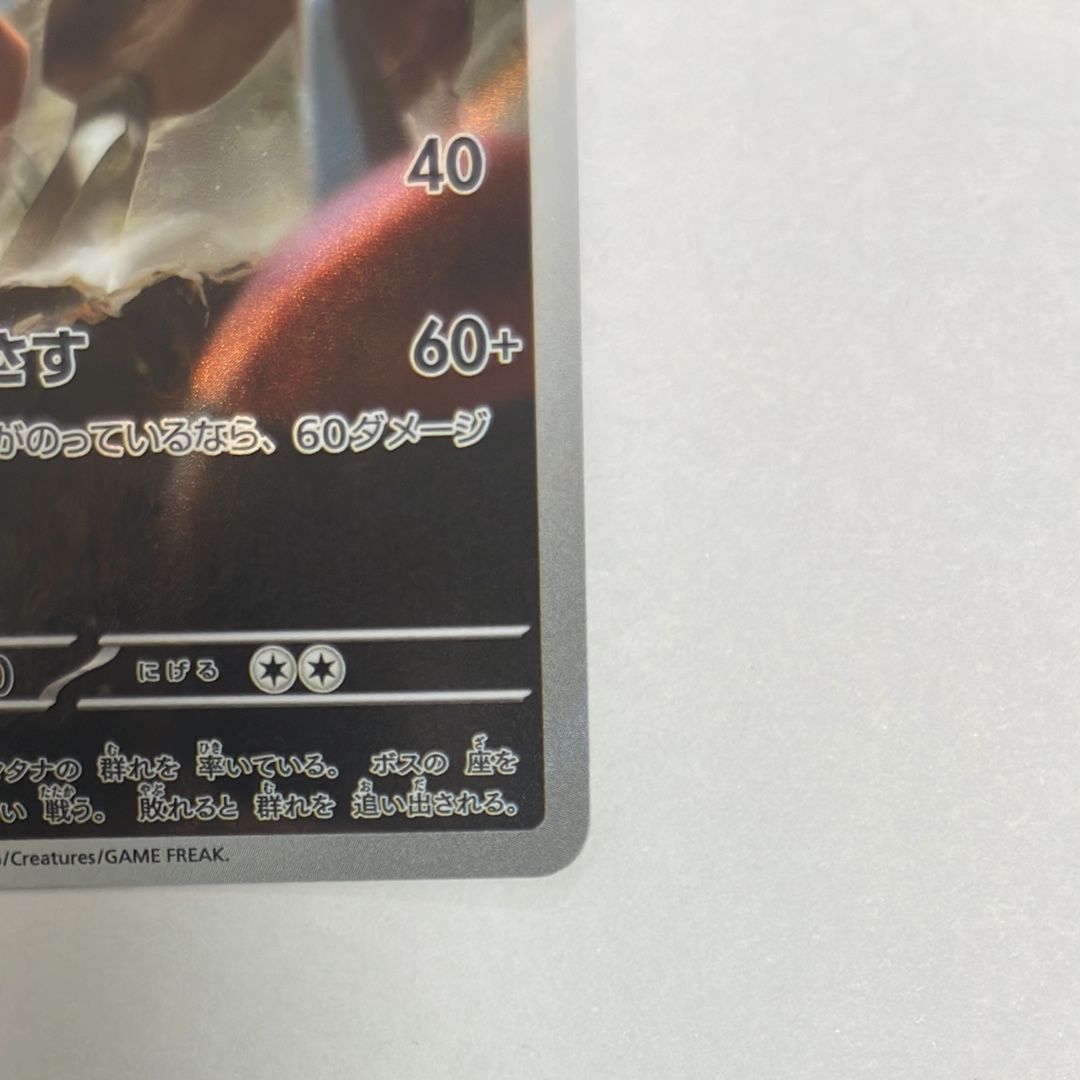 40
さす 60+
がのっているなら、60ダメージ
にげる
タナの 群れを 率いている。 ボスの 座を
い 戦う。 敗れると 群れを 追い出される。
/Creatures/GAME FREAK.